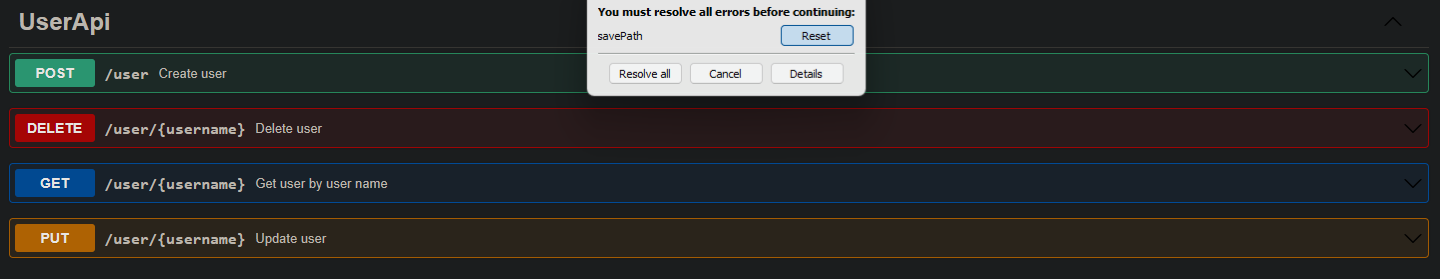 UserApi
You must resolve all errors before continuing:
savePath Reset
Resolve all Cancel Details
POST /user Create user
DELETE /user/{username} Delete user
GET /user/{username} Get user by user name
PUT /user/{username} Update user